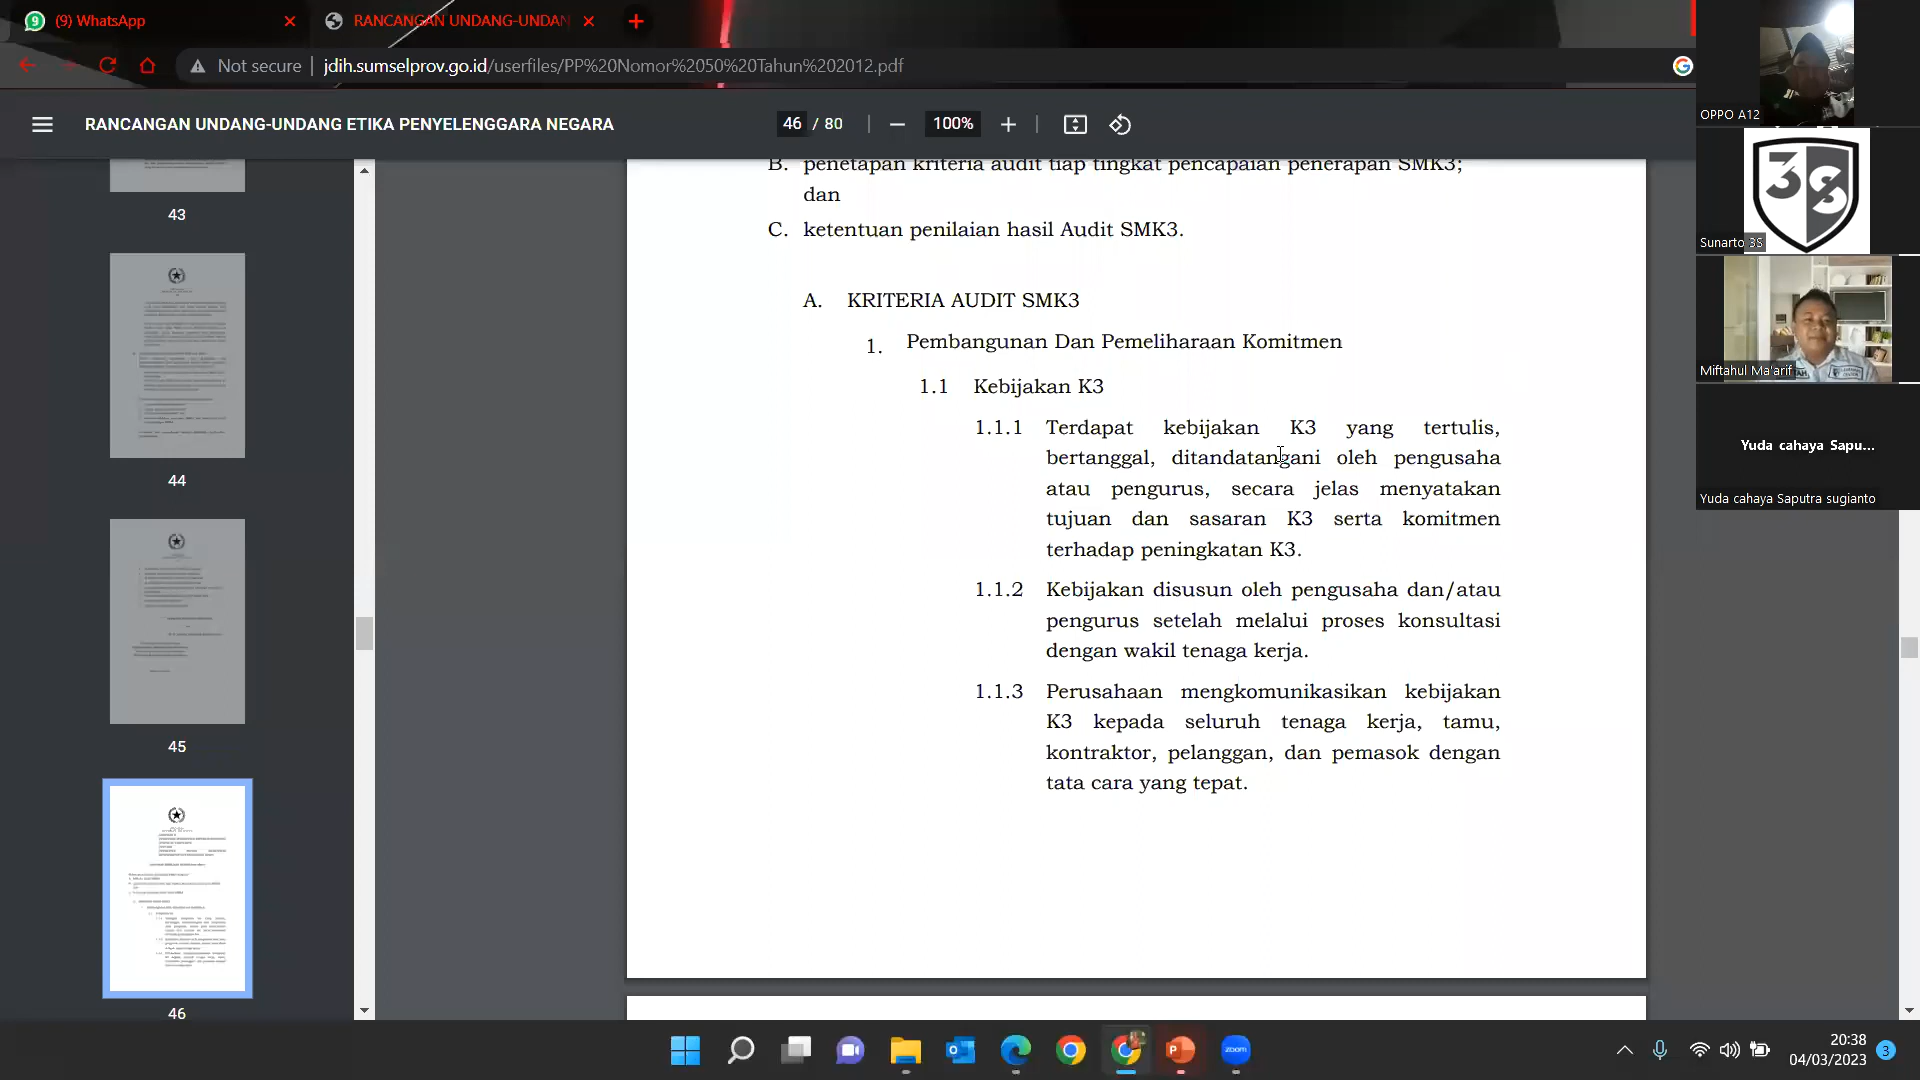 (9) WhatsApp
RANCANGAN UNDANG-UNDAN
Not secure
jdih.sumselprov.go.id/userfiles/PP%20Nomor%2050%20Tahun%202012.pdf
RANCANGAN UNDANG-UNDANG ETIKA PENYELENGGARA NEGARA
46 / 80
100%
43
44
45
46
B. penetapan kriteria audit tiap tingkat pencapaian penerapan SMK3;
dan
C. ketentuan penilaian hasil Audit SMK3.
A. KRITERIA AUDIT SMK3
1. Pembangunan Dan Pemeliharaan Komitmen
1.1 Kebijakan K3
1.1.1 Terdapat kebijakan K3 yang tertulis,
bertanggal, ditandatangani oleh pengusaha
atau pengurus, secara jelas menyatakan
tujuan dan sasaran K3 serta komitmen
terhadap peningkatan K3.
1.1.2 Kebijakan disusun oleh pengusaha dan/atau
pengurus setelah melalui proses konsultasi
dengan wakil tenaga kerja.
1.1.3 Perusahaan mengkomunikasikan kebijakan
K3 kepada seluruh tenaga kerja, tamu,
kontraktor, pelanggan, dan pemasok dengan
tata cara yang tepat.
OPPO A12
3S
Sunarto 3S
Miftahul Ma'arif
Yuda cahaya Sapu...
Yuda cahaya Saputra sugianto
zoom
20:38
04/03/2023
3